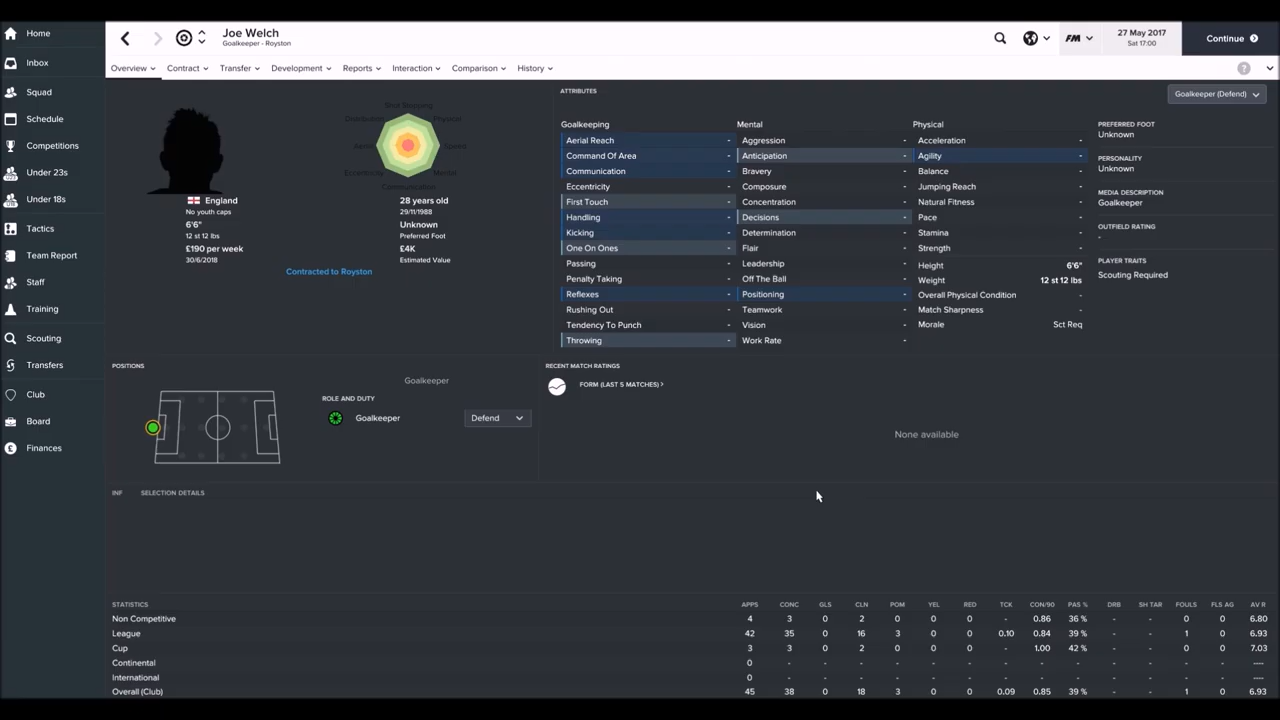 Home
Inbox
Squad
Schedule
Competitions
Under 23s
Under 18s
Tactics
Team Report
Staff
Training
Scouting
Transfers
Club
Board
Finances
Joe Welch
Goalkeeper - Royston
FM
27 May 2017
Sat 17:00
Continue
Overview Contract Transfer Development Reports Interaction Comparison History
?
Shot Stopping
Distribution Physical
Aerial Speed
Eccentricity Mental
Communication
England
No youth caps
6'6"
12 st 12 lbs
£190 per week
30/6/2018
28 years old
29/11/1988
Unknown
Preferred Foot
£4K
Estimated Value
Contracted to Royston
ATTRIBUTES
Goalkeeper (Defend)
Goalkeeping Mental Physical
Aerial Reach - Aggression - Acceleration -
Command Of Area - Anticipation - Agility -
Communication - Bravery - Balance -
Eccentricity - Composure - Jumping Reach -
First Touch - Concentration - Natural Fitness -
Handling - Decisions - Pace -
Kicking - Determination - Stamina -
One On Ones - Flair - Strength -
Passing - Leadership - Height 6'6"
Penalty Taking - Off The Ball - Weight 12 st 12 lbs
Reflexes - Positioning - Overall Physical Condition -
Rushing Out - Teamwork - Match Sharpness -
Tendency To Punch - Vision - Morale Sct Req
Throwing - Work Rate -
PREFERRED FOOT
Unknown
PERSONALITY
Unknown
MEDIA DESCRIPTION
Goalkeeper
OUTFIELD RATING
-
PLAYER TRAITS
Scouting Required
POSITIONS
Goalkeeper
ROLE AND DUTY
Goalkeeper Defend
RECENT MATCH RATINGS
FORM (LAST 5 MATCHES) >
None available
INF SELECTION DETAILS
STATISTICS APPS CONC GLS CLN POM YEL RED TCK CON/90 PAS % DRB SH TAR FOULS FLS AG AV R
Non Competitive 4 3 0 2 0 0 0 - 0.86 36 % - - 0 0 6.80
League 42 35 0 16 3 0 0 0.10 0.84 39 % - - 1 0 6.93
Cup 3 3 0 2 0 0 0 - 1.00 42 % - - 0 0 7.03
Continental 0 - - - - - - - - - - - - - ----
International 0 - - - - - - - - - - - - - ----
Overall (Club) 45 38 0 18 3 0 0 0.09 0.85 39 % - - 1 0 6.93